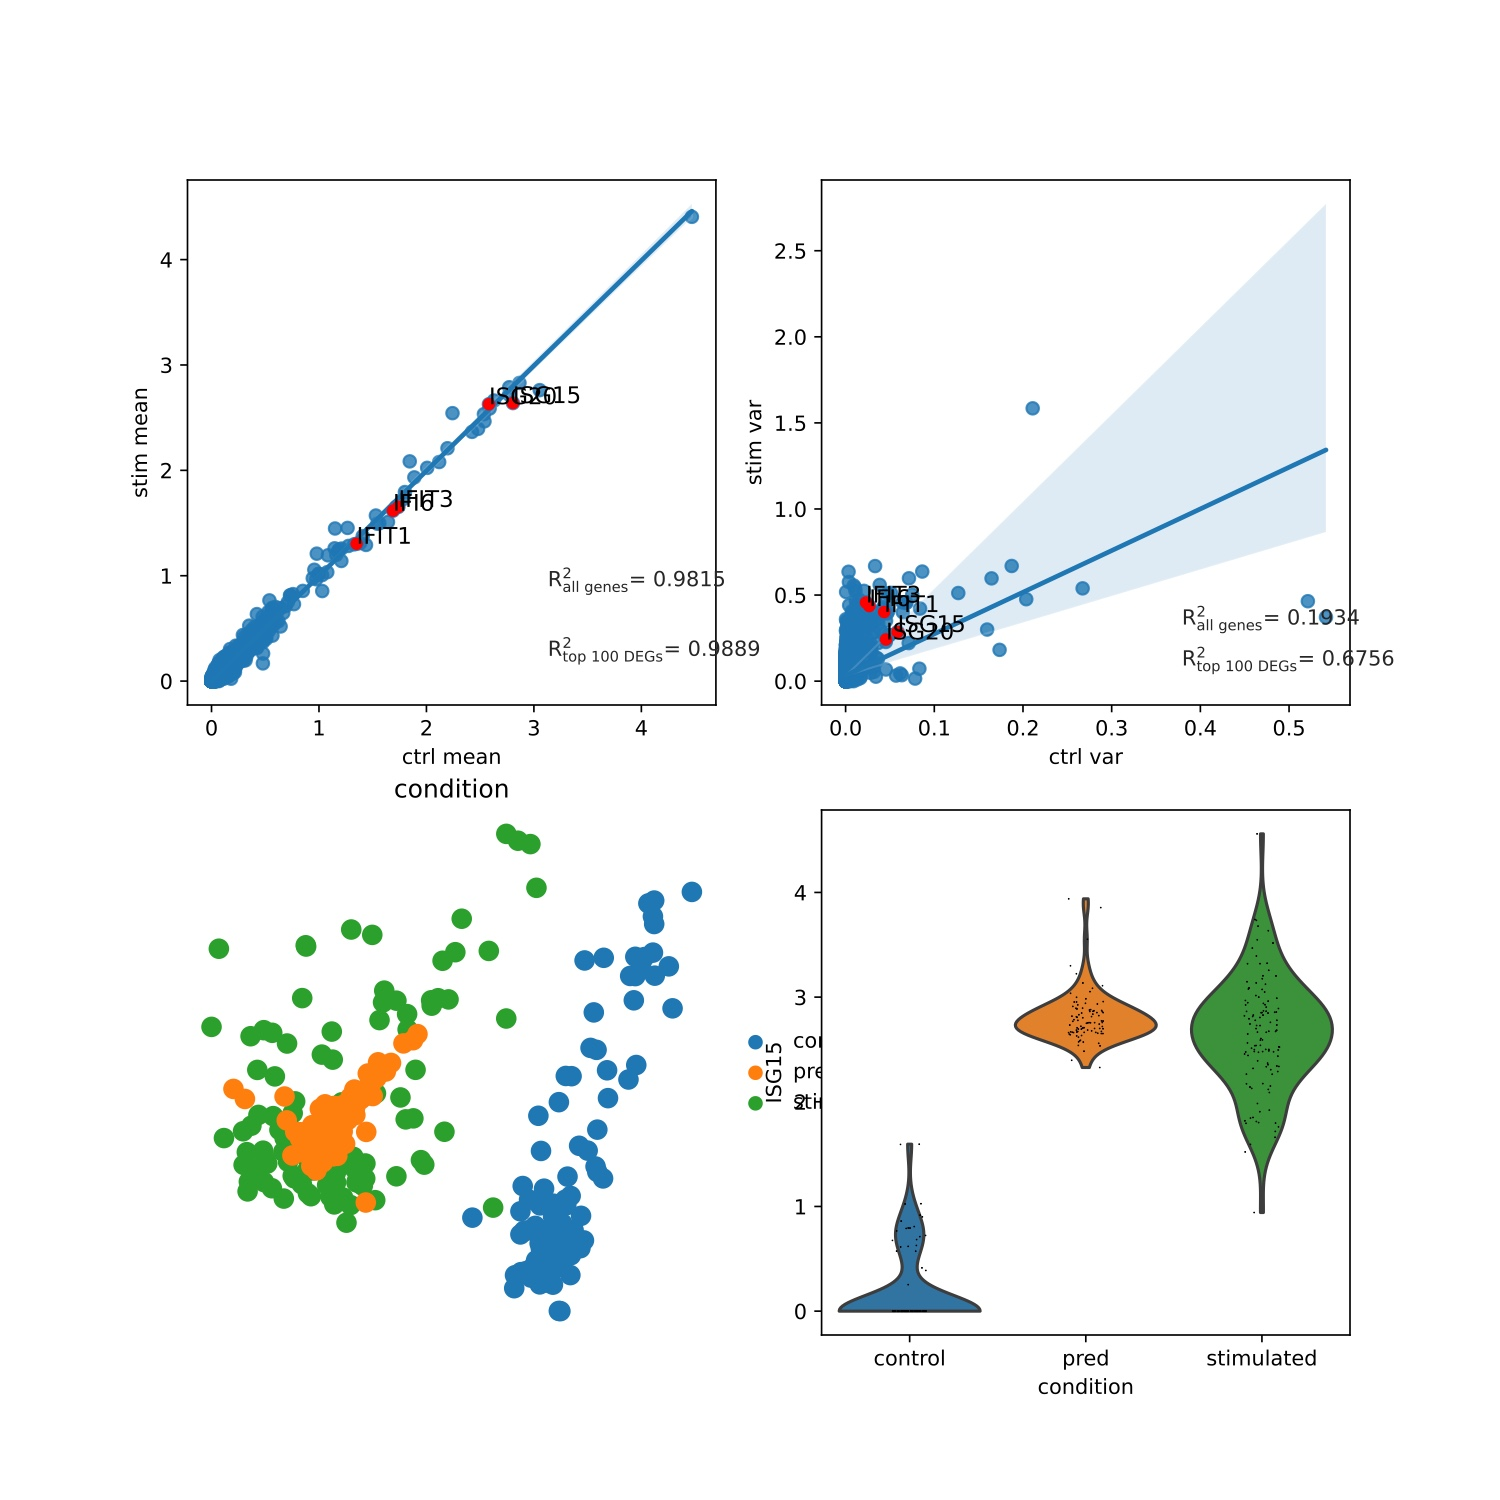 4
3
2
1
0
stim mean
ISG20
ISG15
IFIT3
IFI6
IFIT1
R2all genes= 0.9815
R2top 100 DEGs= 0.9889
0 1 2 3 4
ctrl mean
2.5
2.0
1.5
1.0
0.5
0.0
stim var
IFIT3
IFI6
IFIT1
ISG15
ISG20
R2all genes= 0.1934
R2top 100 DEGs= 0.6756
0.0 0.1 0.2 0.3 0.4 0.5
ctrl var
condition
4
3
2
1
0
ISG15
control pred stimulated
condition